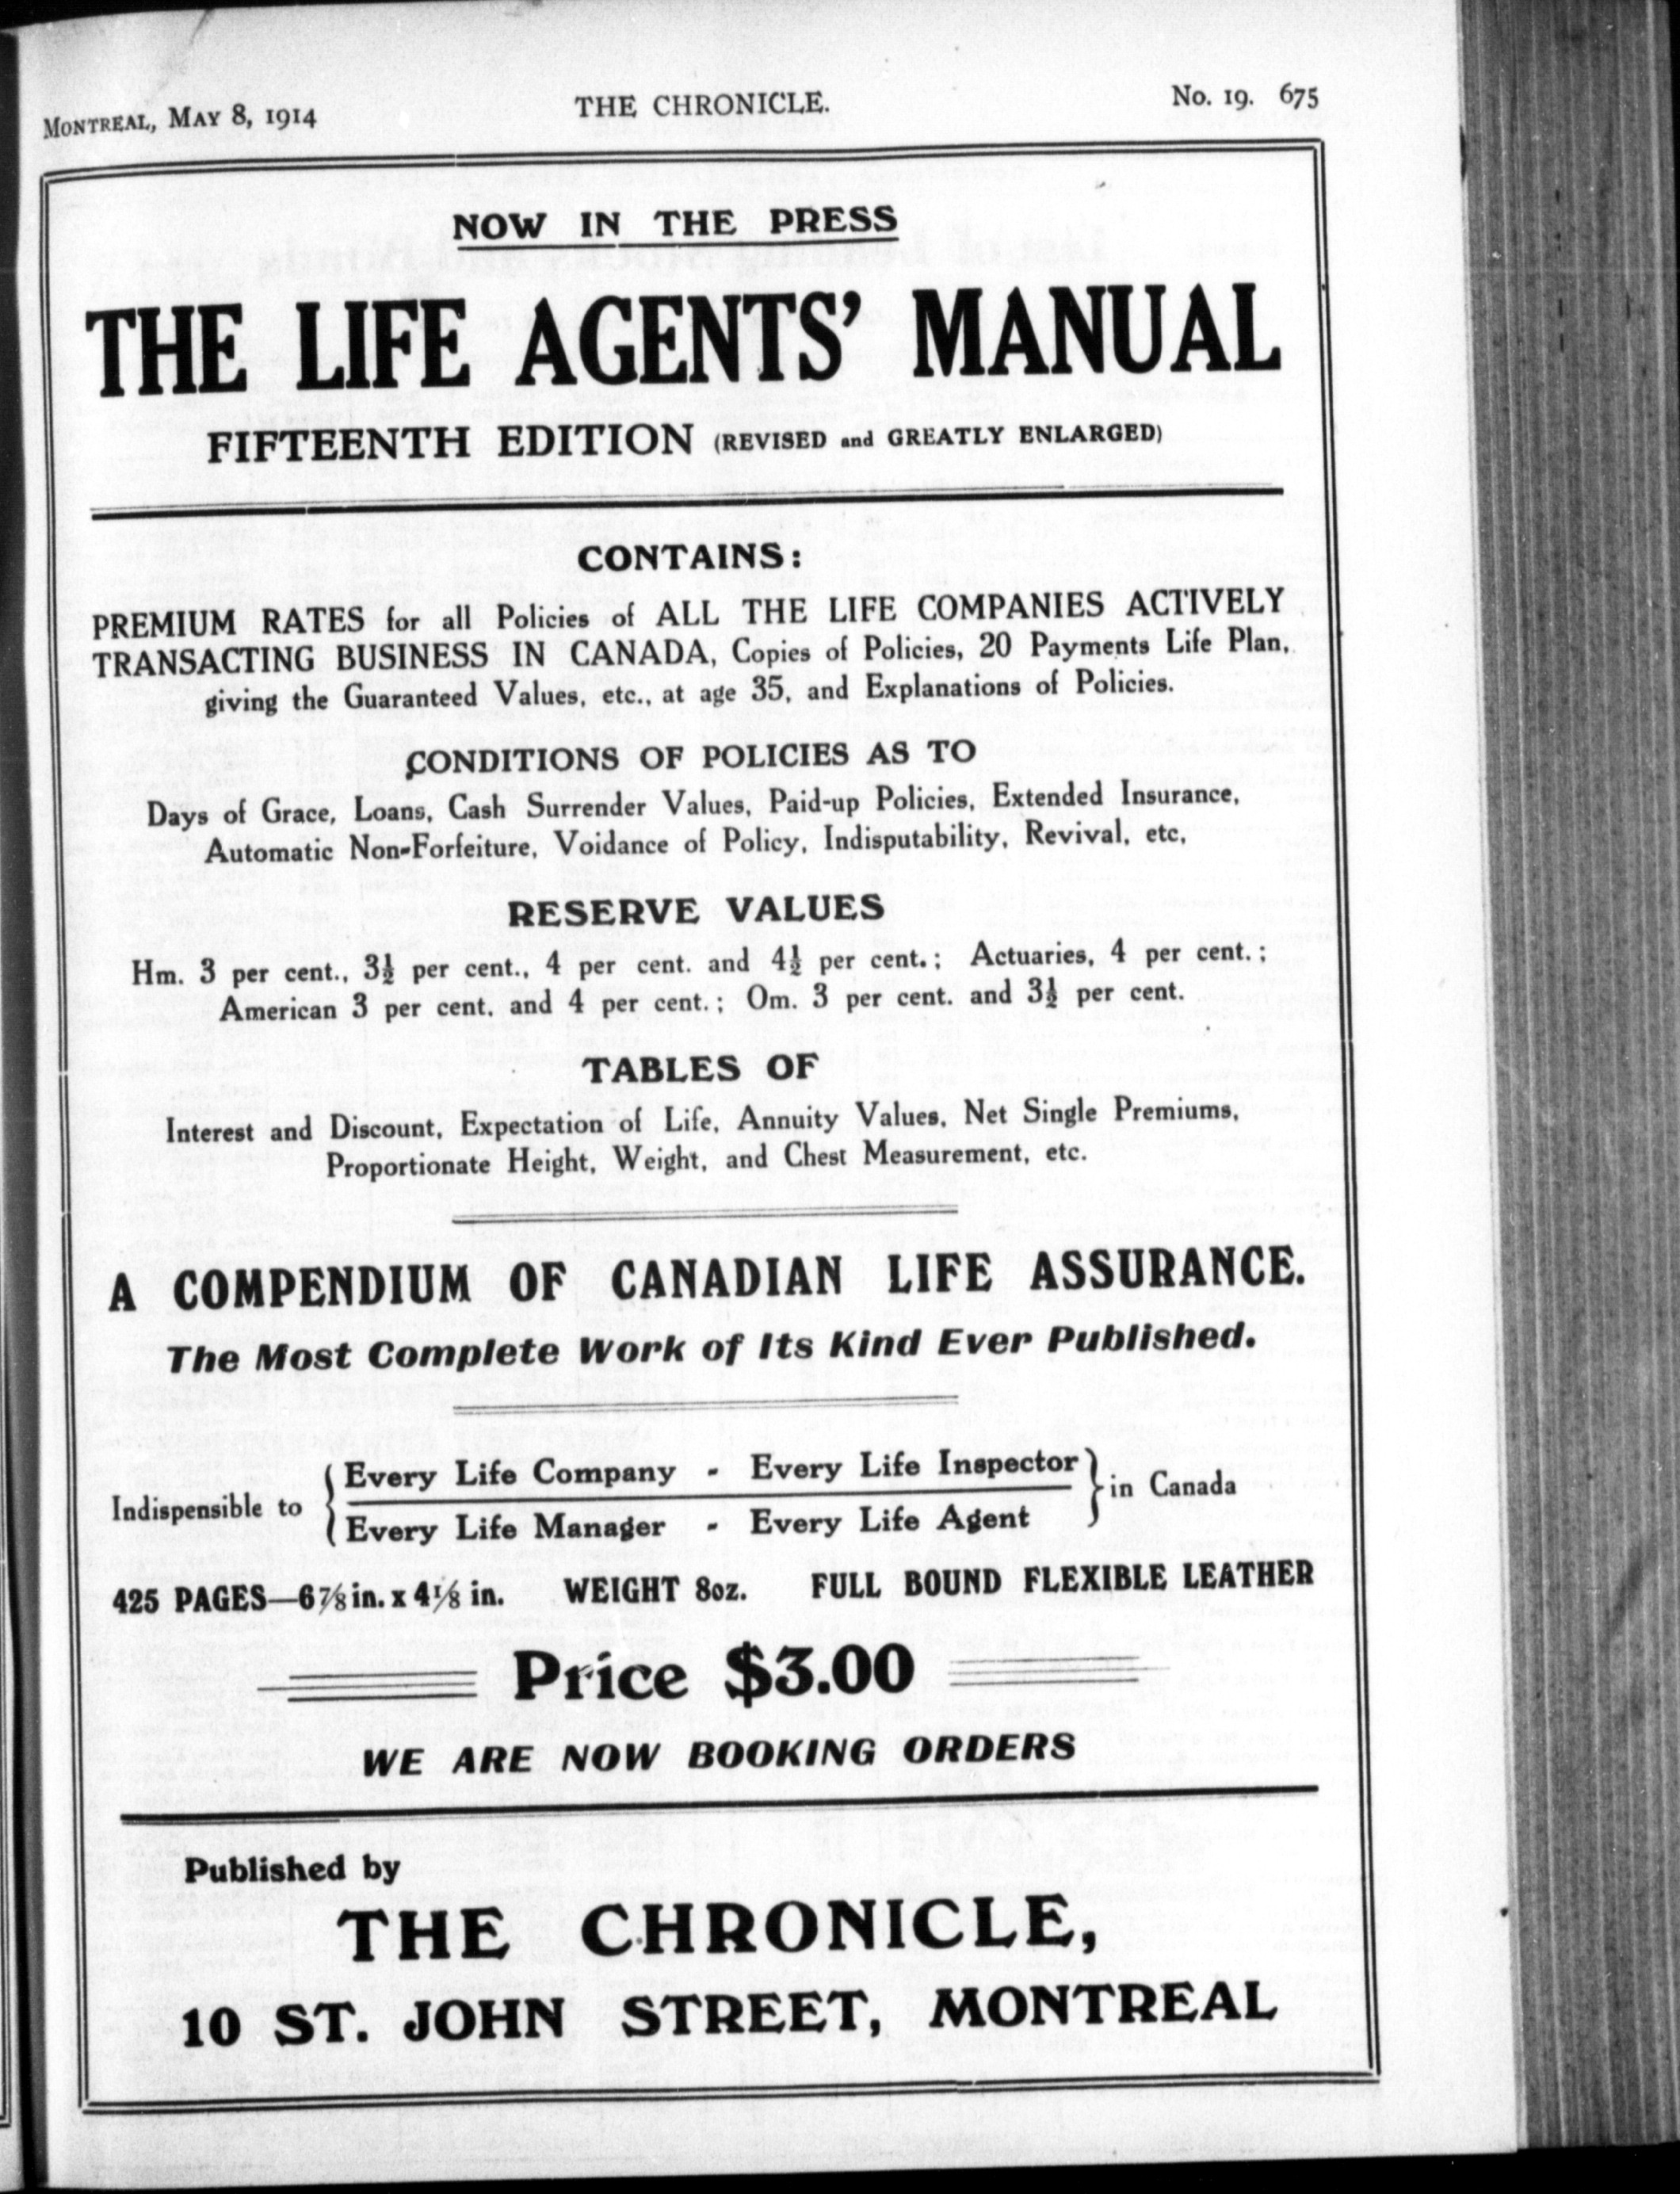 MONTREAL, MAY 8, 1914 THE CHRONICLE. No. 19. 675
NOW IN THE PRESS
THE LIFE AGENTS' MANUAL
FIFTEENTH EDITION (REVISED and GREATLY ENLARGED)
CONTAINS:
PREMIUM RATES for all Policies of ALL THE LIFE COMPANIES ACTIVELY
TRANSACTING BUSINESS IN CANADA, Copies of Policies, 20 Payments Life Plan,
giving the Guaranteed Values, etc., at age 35, and Explanations of Policies.
CONDITIONS OF POLICIES AS TO
Days of Grace, Loans, Cash Surrender Values, Paid-up Policies, Extended Insurance,
Automatic Non-Forfeiture, Voidance of Policy, Indisputability, Revival, etc,
RESERVE VALUES
Hm. 3 per cent., 3½ per cent., 4 per cent. and 4½ per cent.; Actuaries, 4 per cent.;
American 3 per cent. and 4 per cent.; Om. 3 per cent. and 3½ per cent.
TABLES OF
Interest and Discount, Expectation of Life, Annuity Values, Net Single Premiums,
Proportionate Height, Weight, and Chest Measurement, etc.
A COMPENDIUM OF CANADIAN LIFE ASSURANCE.
The Most Complete Work of Its Kind Ever Published.
Every Life Company - Every Life Inspector
Indispensible to in Canada
Every Life Manager - Every Life Agent
425 PAGES—6⅞ in. x 4⅛ in. WEIGHT 8oz. FULL BOUND FLEXIBLE LEATHER
Price $3.00
WE ARE NOW BOOKING ORDERS
Published by
THE CHRONICLE,
10 ST. JOHN STREET, MONTREAL